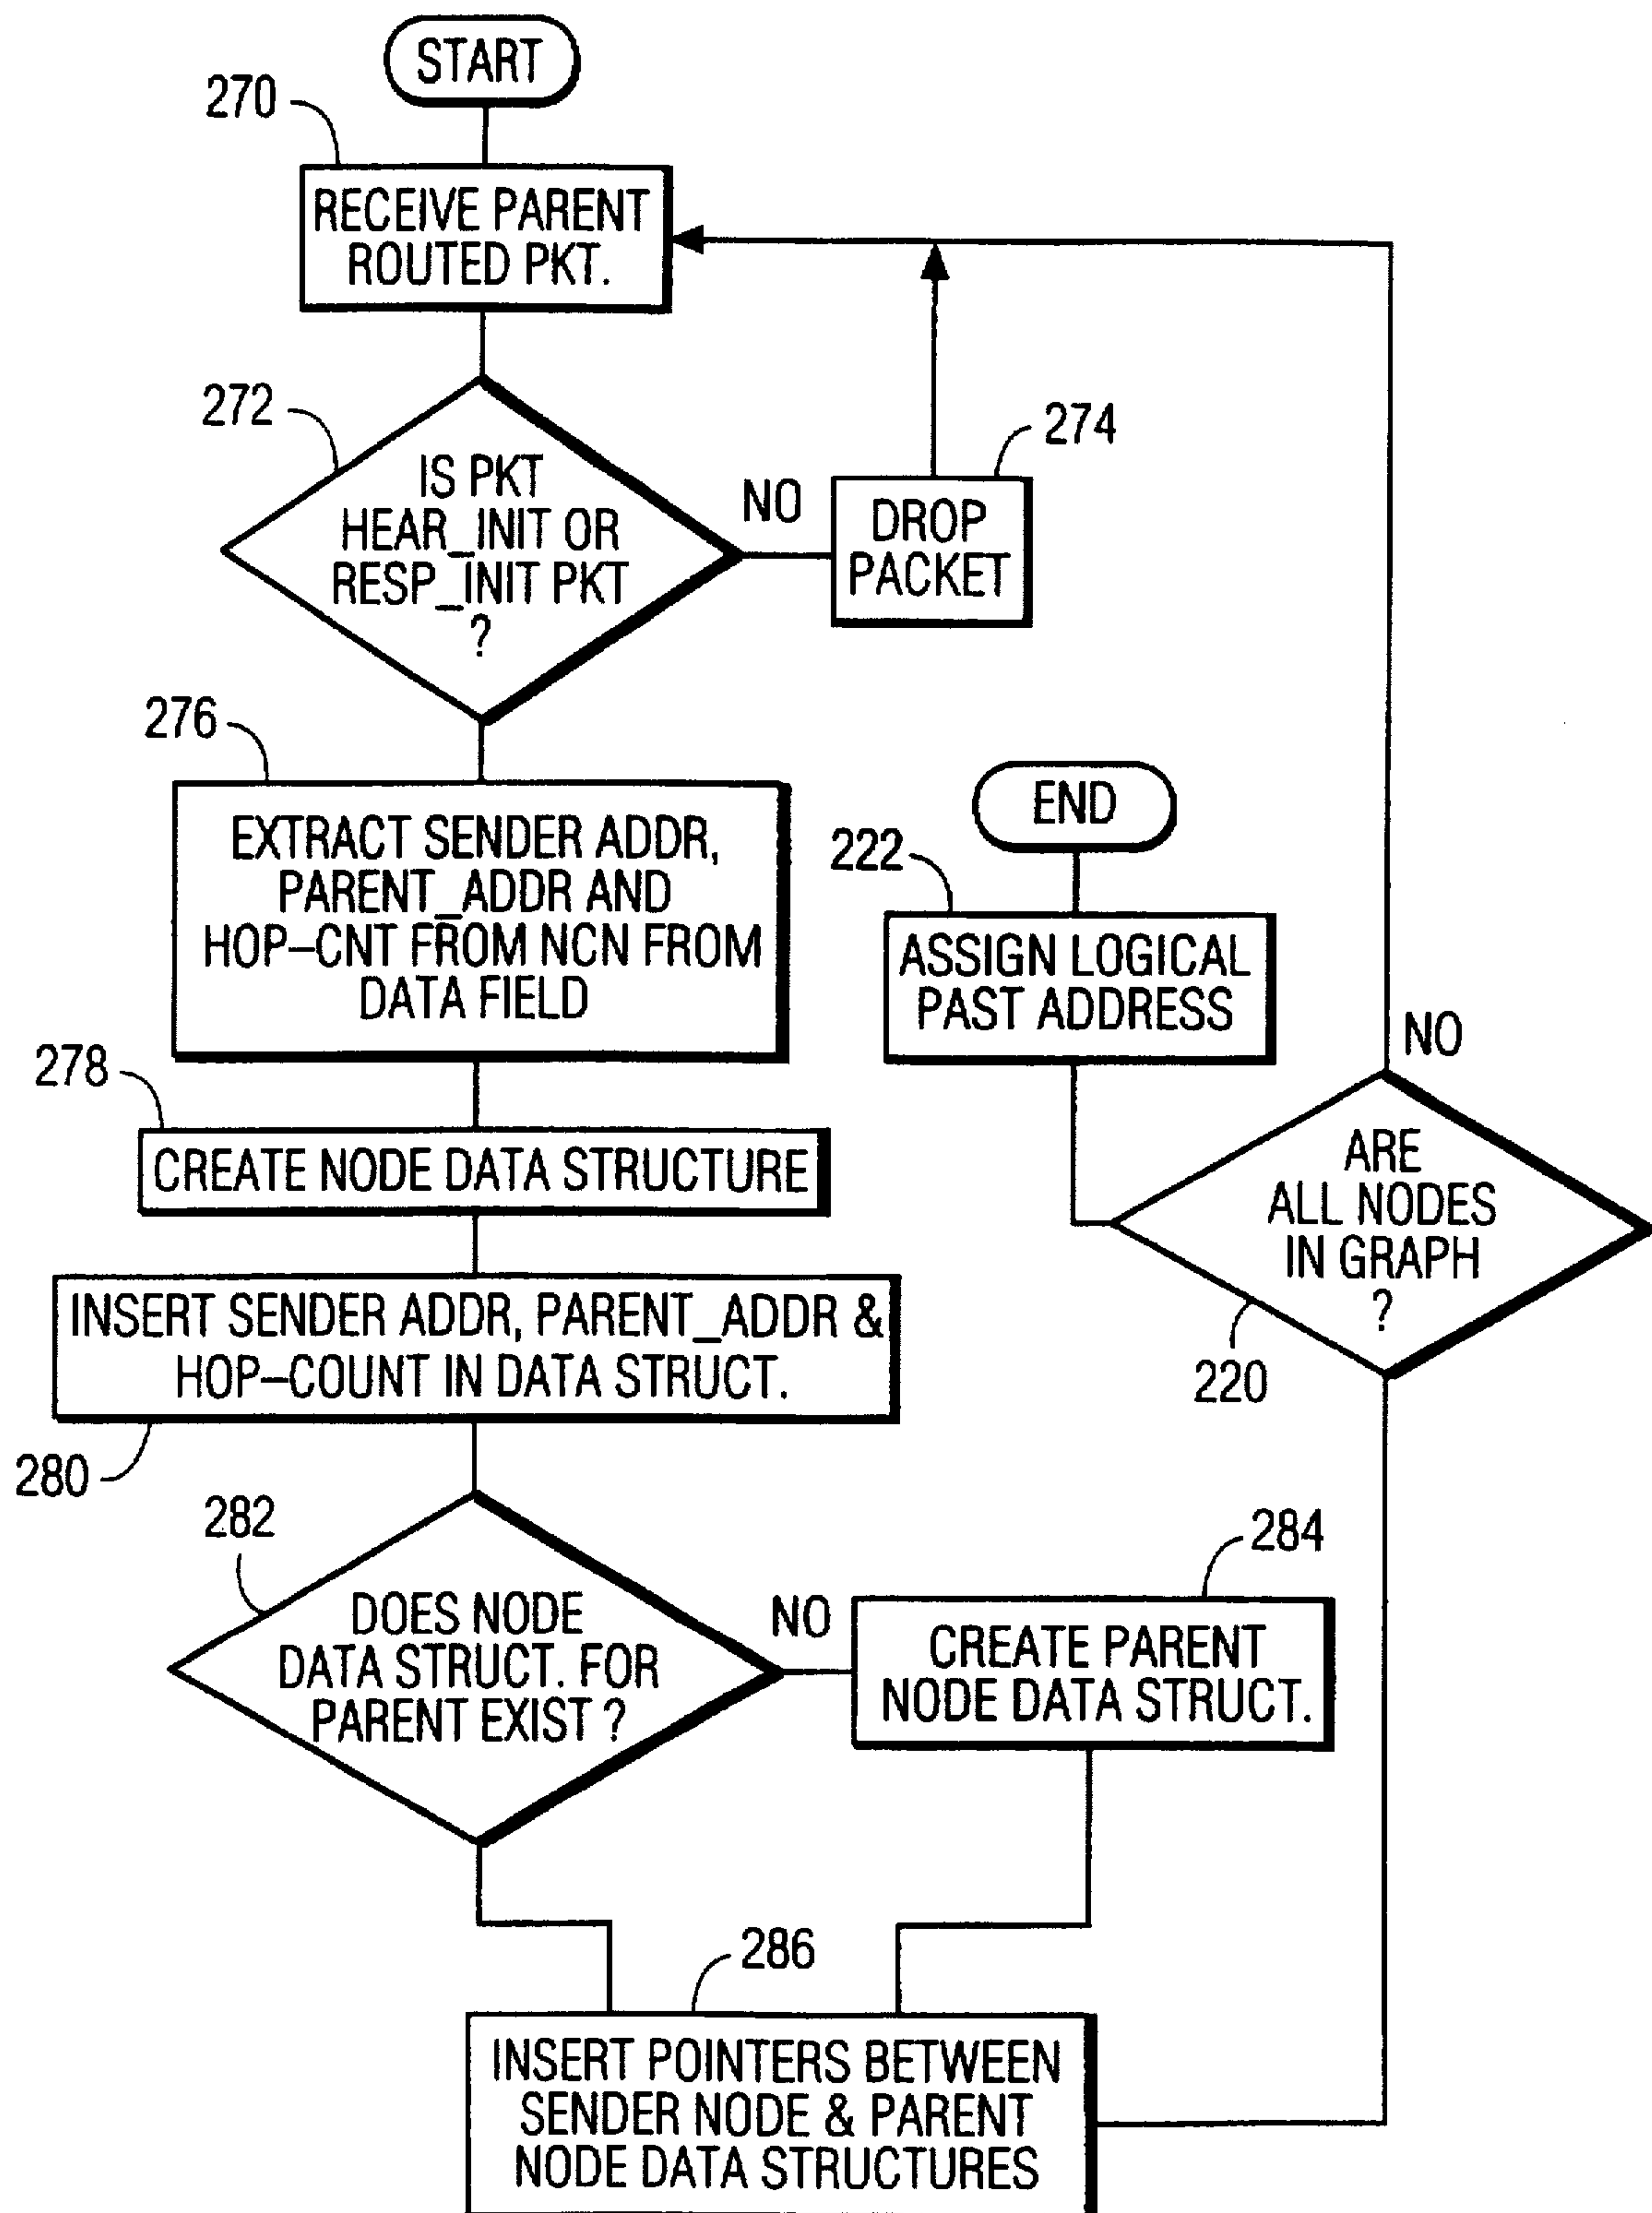 START
270
RECEIVE PARENT
ROUTED PKT.
272
IS PKT
HEAR_INIT OR
RESP_INIT PKT
?
NO
274
DROP
PACKET
276
EXTRACT SENDER ADDR,
PARENT_ADDR AND
HOP-CNT FROM NCN FROM
DATA FIELD
278
CREATE NODE DATA STRUCTURE
INSERT SENDER ADDR, PARENT_ADDR &
HOP-COUNT IN DATA STRUCT.
280
282
DOES NODE
DATA STRUCT. FOR
PARENT EXIST ?
NO
284
CREATE PARENT
NODE DATA STRUCT.
286
INSERT POINTERS BETWEEN
SENDER NODE & PARENT
NODE DATA STRUCTURES
NO
ARE
ALL NODES
IN GRAPH
?
220
222
ASSIGN LOGICAL
PAST ADDRESS
END